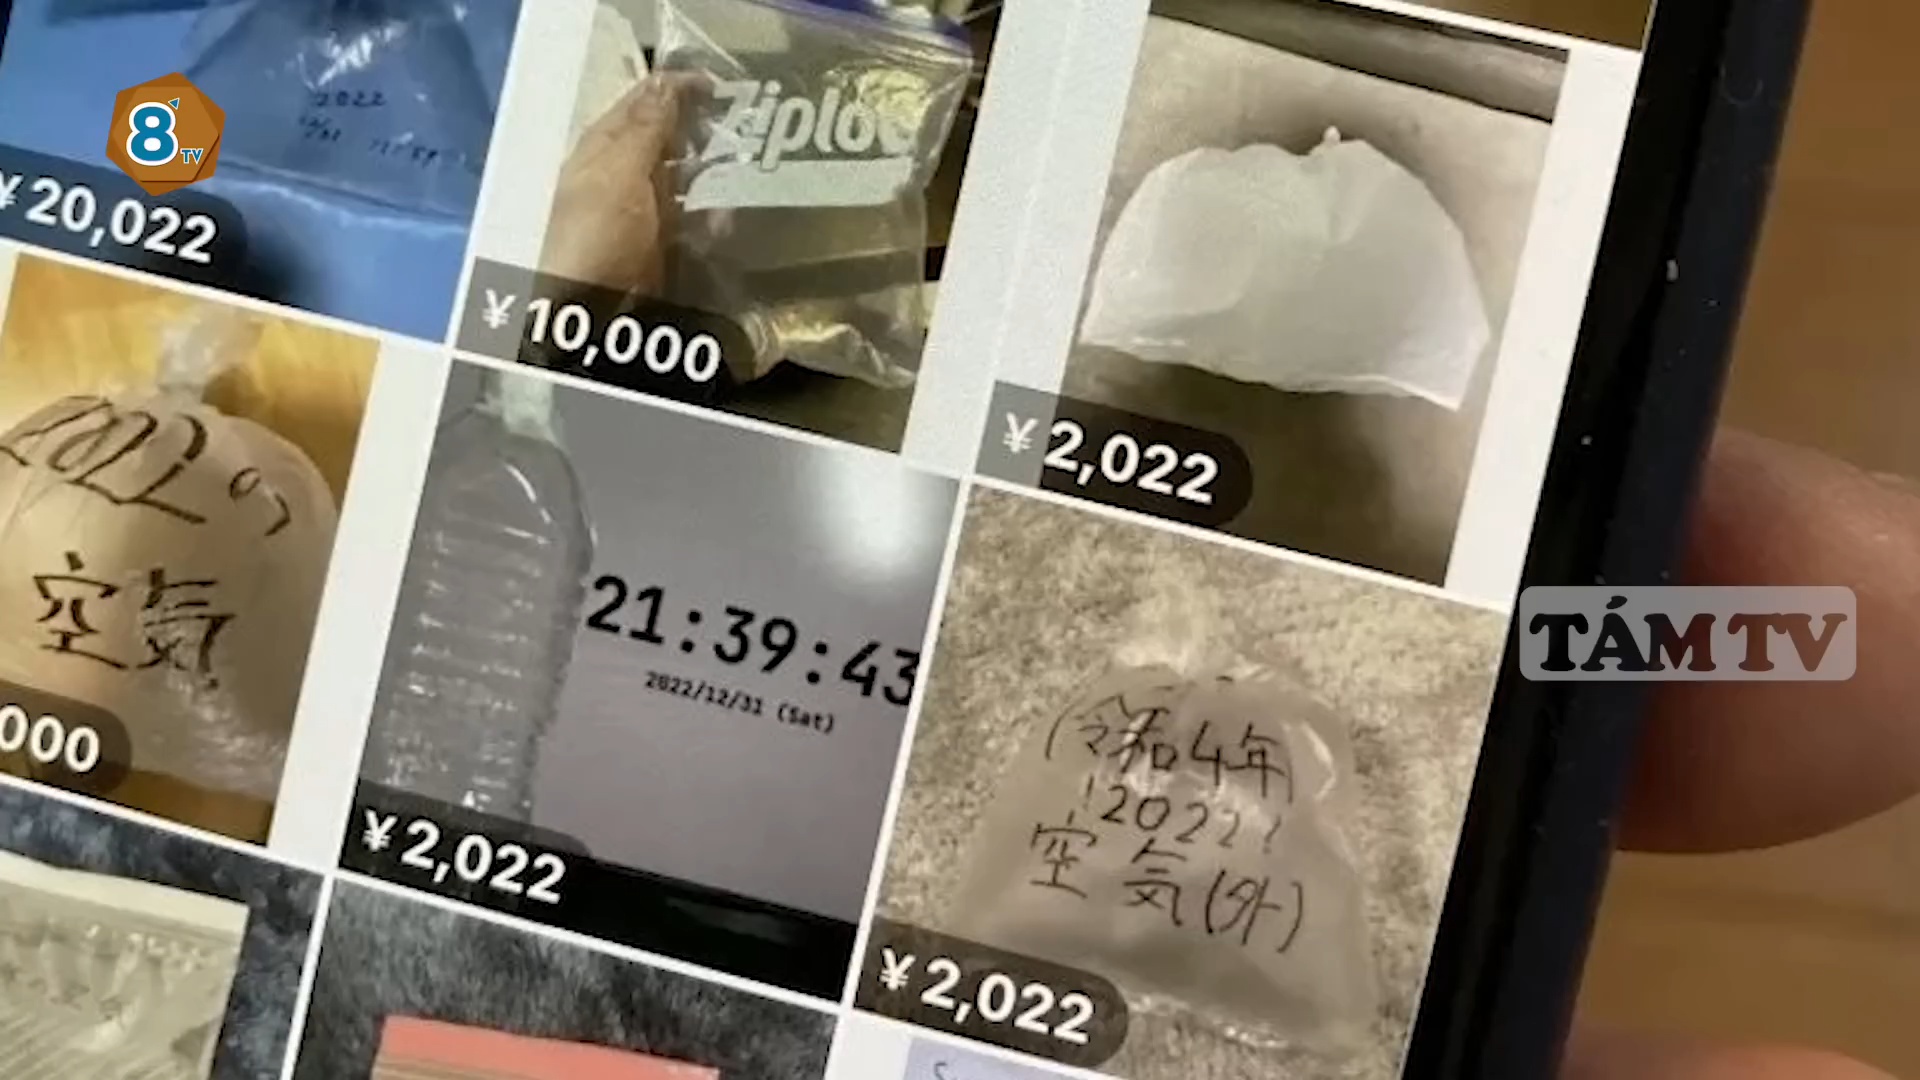 8
TV
2022
¥20,022
Ziploc
¥10,000
¥2,022
2022の
空気
000
21:39:43
2022/12/31 (Sat)
¥2,022
(令和4年)
!2022?
空気(外)
¥2,022
TÁM TV